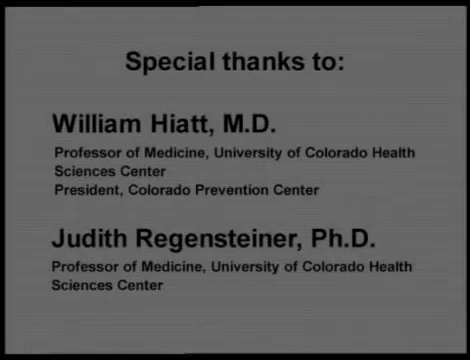 Special thanks to:
William Hiatt, M.D.
Professor of Medicine, University of Colorado Health
Sciences Center
President, Colorado Prevention Center
Judith Regensteiner, Ph.D.
Professor of Medicine, University of Colorado Health
Sciences Center